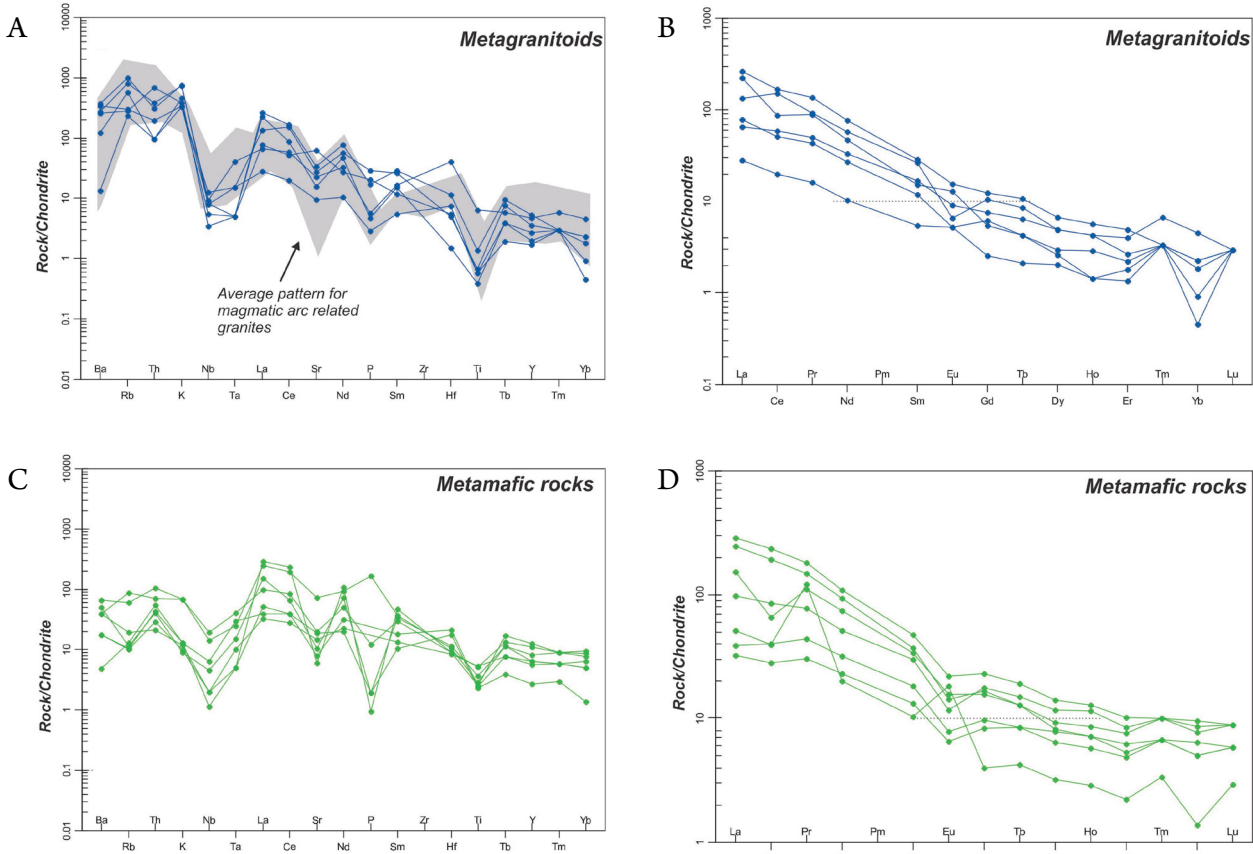 A
Metagranitoids
Rock/Chondrite
10000
1000
100
10
1
0.1
0.01
Average pattern for
magmatic arc related
granites
Ba Th Nb La Sr P Zr Ti Y Yb
Rb K Ta Ce Nd Sm Hf Tb Tm
B
Metagranitoids
Rock/Chondrite
1000
100
10
1
0,1
La Pr Pm Eu Tb Ho Tm Lu
Ce Nd Sm Gd Dy Er Yb
C
Metamafic rocks
Rock/Chondrite
10000
1000
100
10
1
0.1
0.01
Ba Th Nb La Sr P Zr Ti Y Yb
Rb K Ta Ce Nd Sm Hf Tb Tm
D
Metamafic rocks
Rock/Chondrite
1000
100
10
1
La Pr Pm Eu Tb Ho Tm Lu